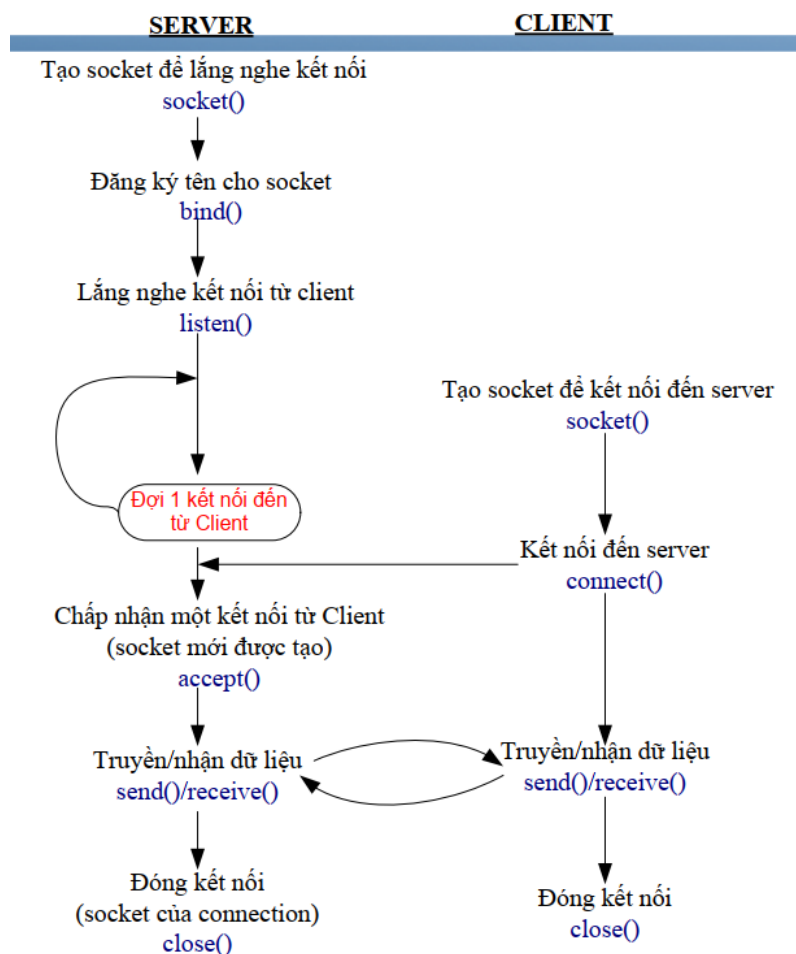 SERVER
CLIENT
Tạo socket để lắng nghe kết nối
socket()
Đăng ký tên cho socket
bind()
Lắng nghe kết nối từ client
listen()
Đợi 1 kết nối đến
từ Client
Chấp nhận một kết nối từ Client
(socket mới được tạo)
accept()
Truyền/nhận dữ liệu
send()/receive()
Đóng kết nối
(socket của connection)
close()
Tạo socket để kết nối đến server
socket()
Kết nối đến server
connect()
Truyền/nhận dữ liệu
send()/receive()
Đóng kết nối
close()